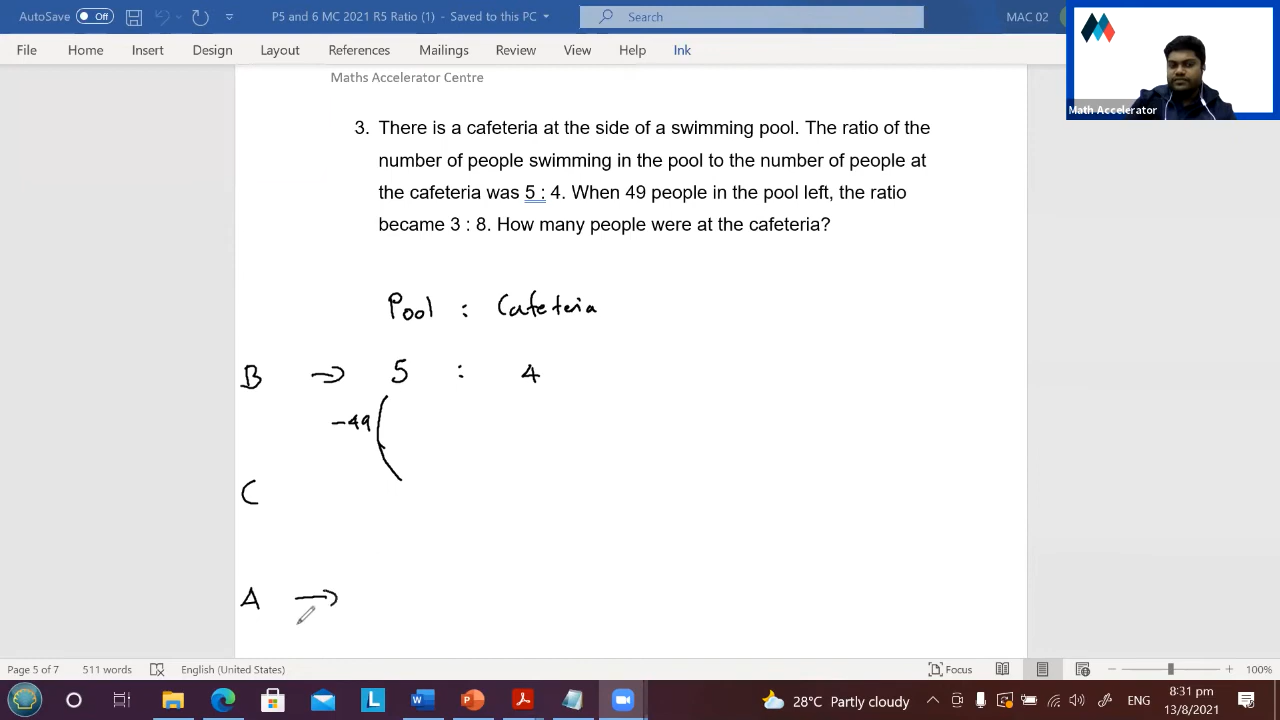 AutoSave Off P5 and 6 MC 2021 R5 Ratio (1) - Saved to this PC Search MAC 02
File Home Insert Design Layout References Mailings Review View Help Ink
Math Accelerator
Maths Accelerator Centre
3. There is a cafeteria at the side of a swimming pool. The ratio of the
number of people swimming in the pool to the number of people at
the cafeteria was 5 : 4. When 49 people in the pool left, the ratio
became 3 : 8. How many people were at the cafeteria?
Pool : Cafeteria
B → 5 : 4
-49
C
A →
Page 5 of 7 511 words English (United States) Focus 100%
28°C Partly cloudy ENG 8:31 pm
13/8/2021